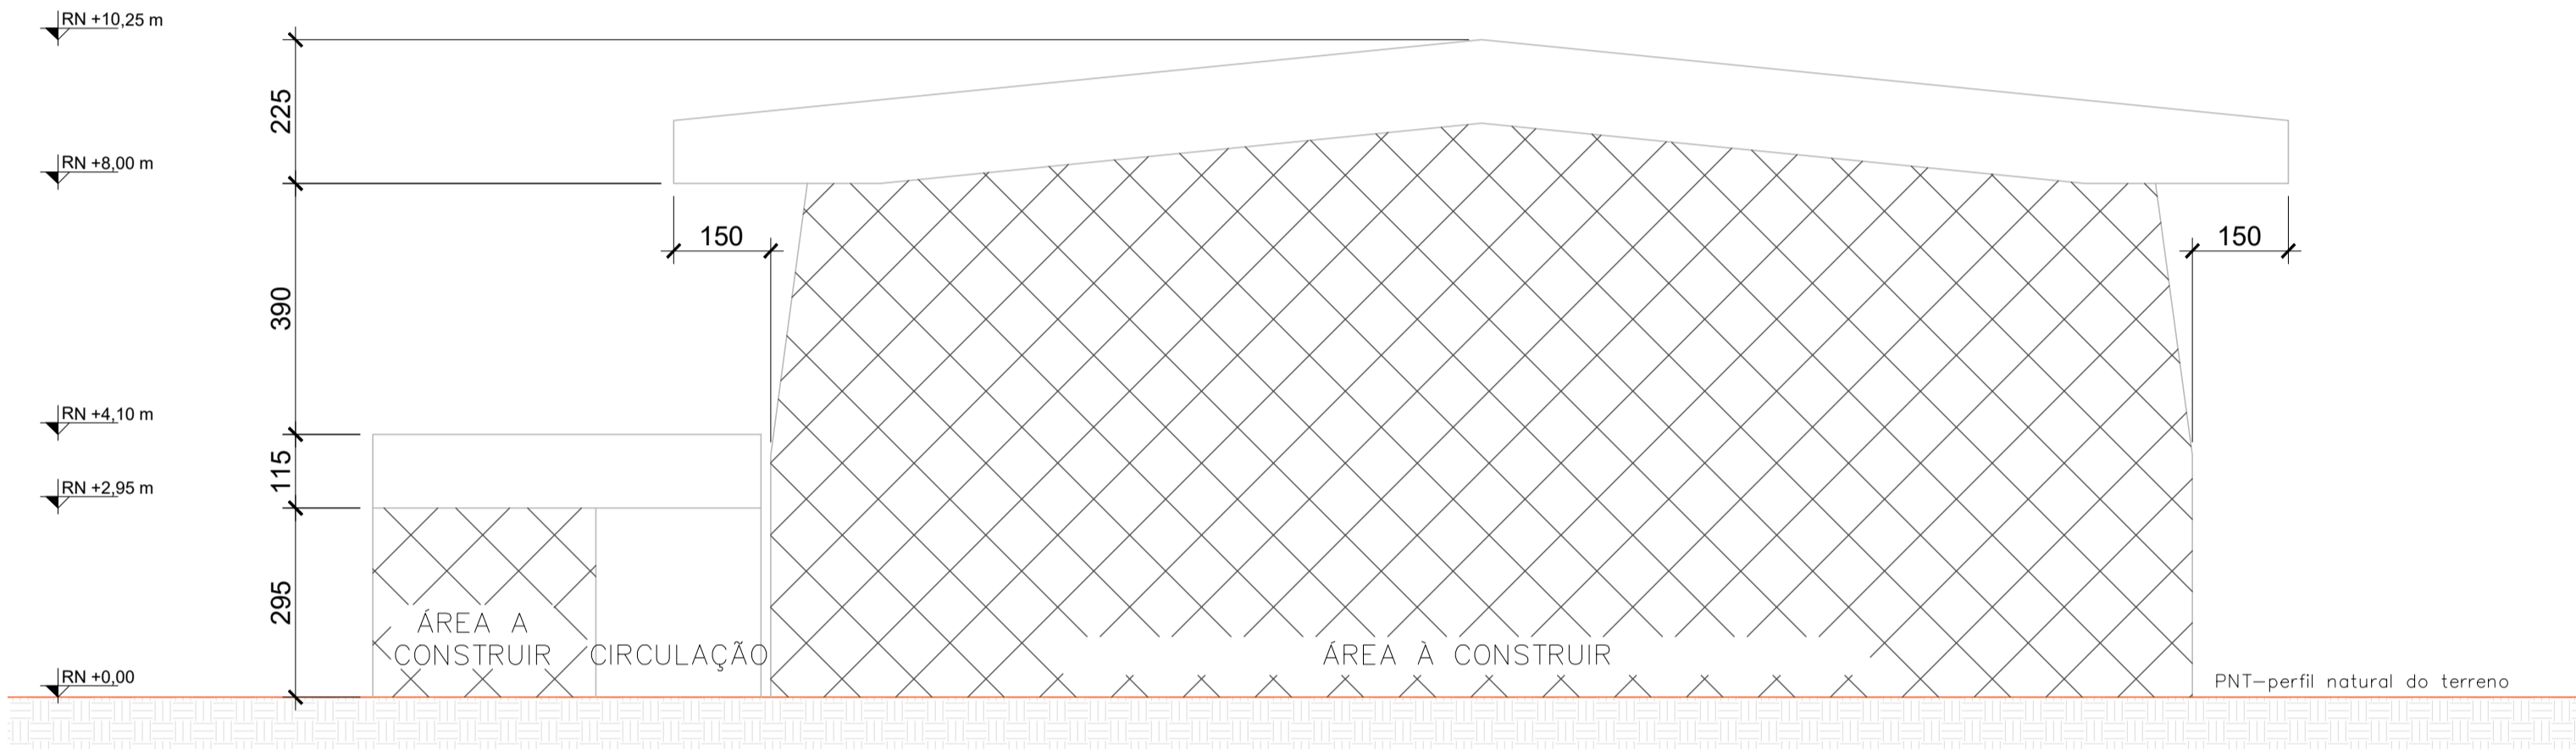 RN +10,25 m
225
RN +8,00 m
150
150
390
RN +4,10 m
115
RN +2,95 m
295
ÁREA A
CONSTRUIR
CIRCULAÇÃO
ÁREA À CONSTRUIR
RN +0,00
PNT-perfil natural do terreno